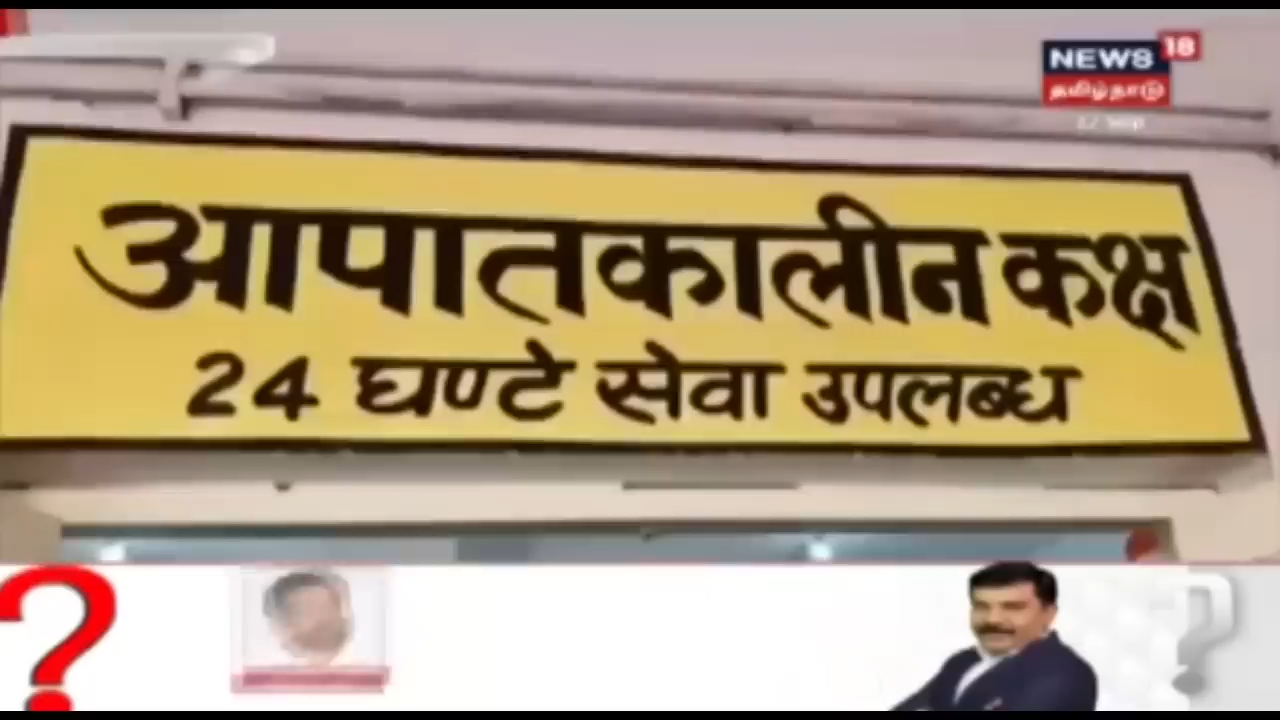 NEWS 18
தமிழ்நாடு
आपातकालीन कक्ष
24 घण्टे सेवा उपलब्ध
?
?